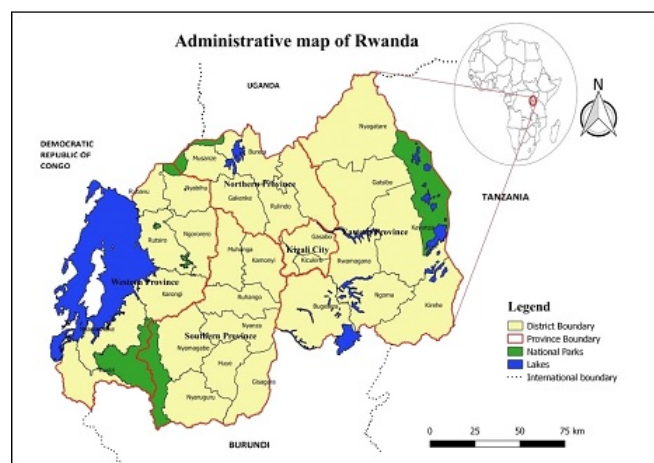 Administrative map of Rwanda
UGANDA
N
DEMOCRATIC
REPUBLIC OF
CONGO
TANZANIA
Nyagatare
Musanze
Burera
Gatsibo
Rubavu
Nyabihu
Northern Province
Gakenke
Rulindo
Kayonza
Rutsiro
Ngororero
Gasabo
Eastern Province
Muhanga
Kigali City
Kamonyi
Kicukiro
Rwamagana
Western Province
Karongi
Ruhango
Bugesera
Ngoma
Kirehe
Nyanza
Southern Province
Nyamagabe
Huye
Gisagara
Nyaruguru
BURUNDI
Legend
District Boundary
Province Boundary
National Parks
Lakes
International boundary
0 25 50 75 km